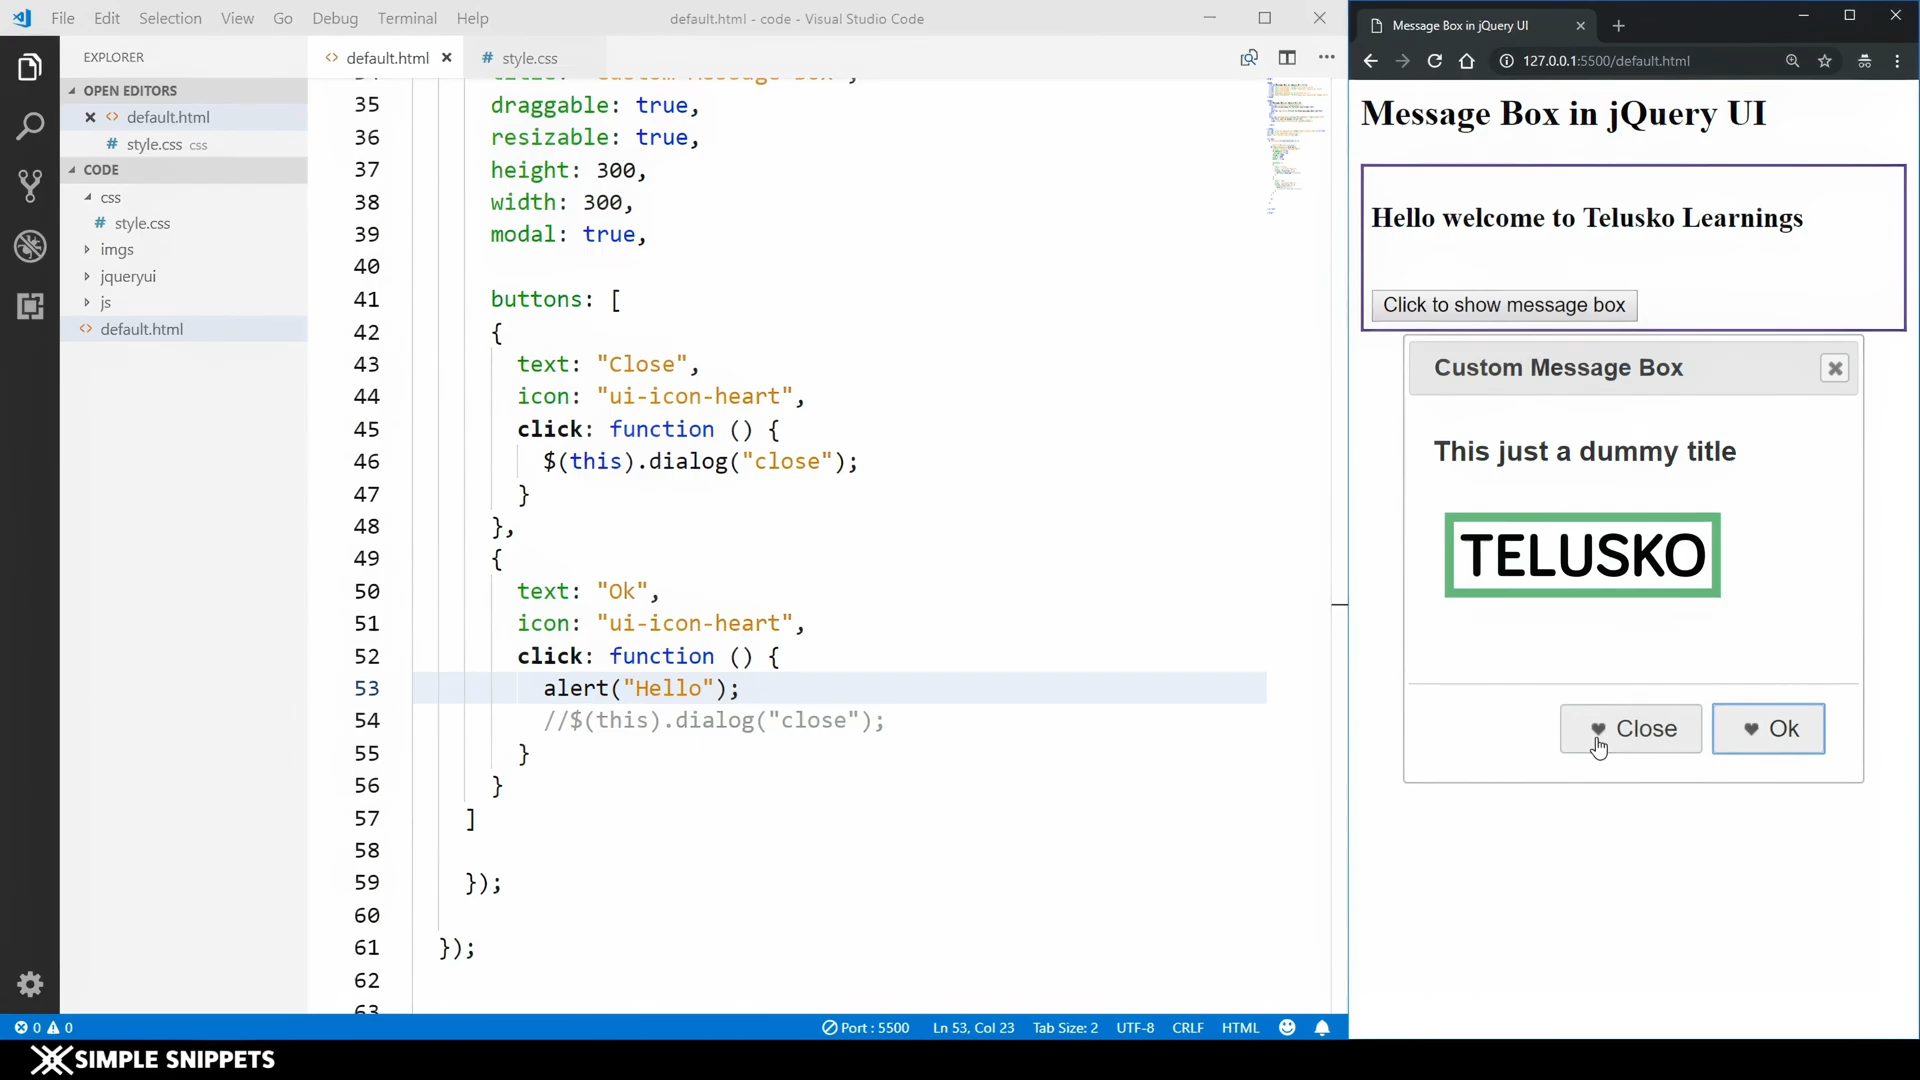 File Edit Selection View Go Debug Terminal Help
default.html - code - Visual Studio Code
EXPLORER
OPEN EDITORS
default.html
style.css css
CODE
css
style.css
imgs
jqueryui
js
default.html
default.html
style.css
35 draggable: true,
36 resizable: true,
37 height: 300,
38 width: 300,
39 modal: true,
40
41 buttons: [
42 {
43 text: "Close",
44 icon: "ui-icon-heart",
45 click: function () {
46 $(this).dialog("close");
47 }
48 },
49 {
50 text: "Ok",
51 icon: "ui-icon-heart",
52 click: function () {
53 alert("Hello");
54 //$(this).dialog("close");
55 }
56 }
57 ]
58
59 });
60
61 });
62
63
0 0
Port : 5500 Ln 53, Col 23 Tab Size: 2 UTF-8 CRLF HTML
Message Box in jQuery UI
127.0.0.1:5500/default.html
Message Box in jQuery UI
Hello welcome to Telusko Learnings
Click to show message box
Custom Message Box
This just a dummy title
TELUSKO
Close
Ok
SIMPLE SNIPPETS